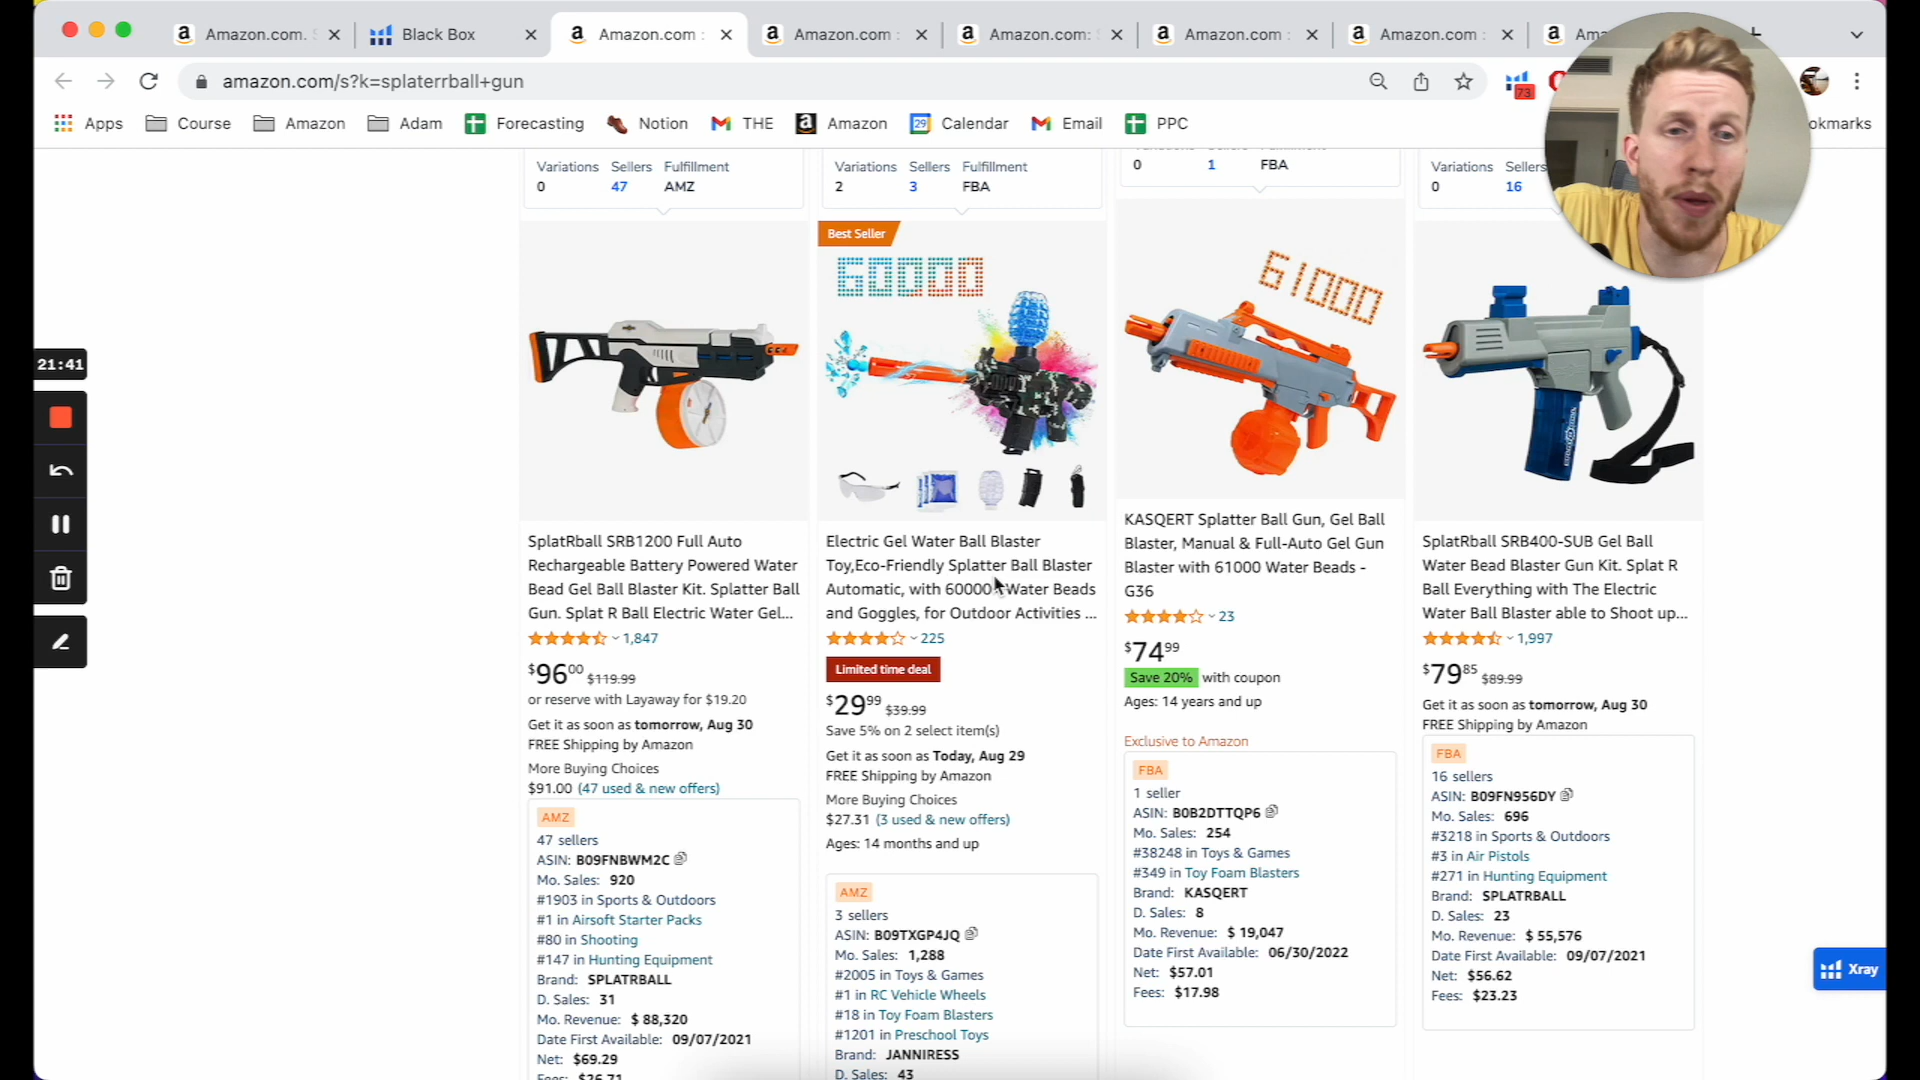 Amazon.com. S
Black Box
Amazon.com :
Amazon.com :
Amazon.com: S
Amazon.com :
Amazon.com :
Ama
amazon.com/s?k=splaterrball+gun
73
Apps
Course
Amazon
Adam
Forecasting
Notion
THE
Amazon
29
Calendar
Email
PPC
okmarks
21:41
Variations Sellers Fulfillment
0 47 AMZ
Variations Sellers Fulfillment
2 3 FBA
0 1 FBA
Variations Sellers
0 16
SplatRball SRB1200 Full Auto
Rechargeable Battery Powered Water
Bead Gel Ball Blaster Kit. Splatter Ball
Gun. Splat R Ball Electric Water Gel...
1,847
$96 00 $119.99
or reserve with Layaway for $19.20
Get it as soon as tomorrow, Aug 30
FREE Shipping by Amazon
More Buying Choices
$91.00 (47 used & new offers)
AMZ
47 sellers
ASIN: B09FNBWM2C
Mo. Sales: 920
#1903 in Sports & Outdoors
#1 in Airsoft Starter Packs
#80 in Shooting
#147 in Hunting Equipment
Brand: SPLATRBALL
D. Sales: 31
Mo. Revenue: $ 88,320
Date First Available: 09/07/2021
Net: $69.29
Fees: $26.71
Best Seller
60000
Electric Gel Water Ball Blaster
Toy,Eco-Friendly Splatter Ball Blaster
Automatic, with 60000+ Water Beads
and Goggles, for Outdoor Activities ...
225
Limited time deal
$29 99 $39.99
Save 5% on 2 select item(s)
Get it as soon as Today, Aug 29
FREE Shipping by Amazon
More Buying Choices
$27.31 (3 used & new offers)
Ages: 14 months and up
AMZ
3 sellers
ASIN: B09TXGP4JQ
Mo. Sales: 1,288
#2005 in Toys & Games
#1 in RC Vehicle Wheels
#18 in Toy Foam Blasters
#1201 in Preschool Toys
Brand: JANNIRESS
D. Sales: 43
61000
KASQERT Splatter Ball Gun, Gel Ball
Blaster, Manual & Full-Auto Gel Gun
Blaster with 61000 Water Beads -
G36
23
$74 99
Save 20% with coupon
Ages: 14 years and up
Exclusive to Amazon
FBA
1 seller
ASIN: B0B2DTTQP6
Mo. Sales: 254
#38248 in Toys & Games
#349 in Toy Foam Blasters
Brand: KASQERT
D. Sales: 8
Mo. Revenue: $ 19,047
Date First Available: 06/30/2022
Net: $57.01
Fees: $17.98
SplatRball SRB400-SUB Gel Ball
Water Bead Blaster Gun Kit. Splat R
Ball Everything with The Electric
Water Ball Blaster able to Shoot up...
1,997
$79 85 $89.99
Get it as soon as tomorrow, Aug 30
FREE Shipping by Amazon
FBA
16 sellers
ASIN: B09FN956DY
Mo. Sales: 696
#3218 in Sports & Outdoors
#3 in Air Pistols
#271 in Hunting Equipment
Brand: SPLATRBALL
D. Sales: 23
Mo. Revenue: $ 55,576
Date First Available: 09/07/2021
Net: $56.62
Fees: $23.23
Xray